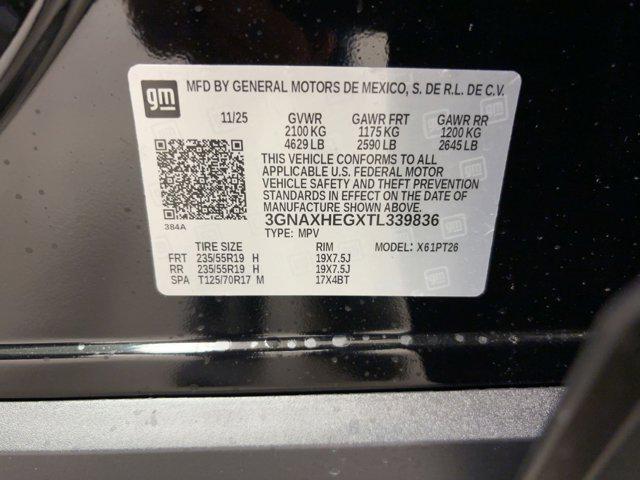 gm MFD BY GENERAL MOTORS DE MEXICO, S. DE R.L. DE C.V.
11/25 GVWR GAWR FRT GAWR RR
2100 KG 1175 KG 1200 KG
4629 LB 2590 LB 2645 LB
THIS VEHICLE CONFORMS TO ALL
APPLICABLE U.S. FEDERAL MOTOR
VEHICLE SAFETY AND THEFT PREVENTION
STANDARDS IN EFFECT ON THE DATE OF
MANUFACTURE SHOWN ABOVE.
3GNAXHEGXTL339836
384A TYPE: MPV
TIRE SIZE RIM MODEL: X61PT26
FRT 235/55R19 H 19X7.5J
RR 235/55R19 H 19X7.5J
SPA T125/70R17 M 17X4BT